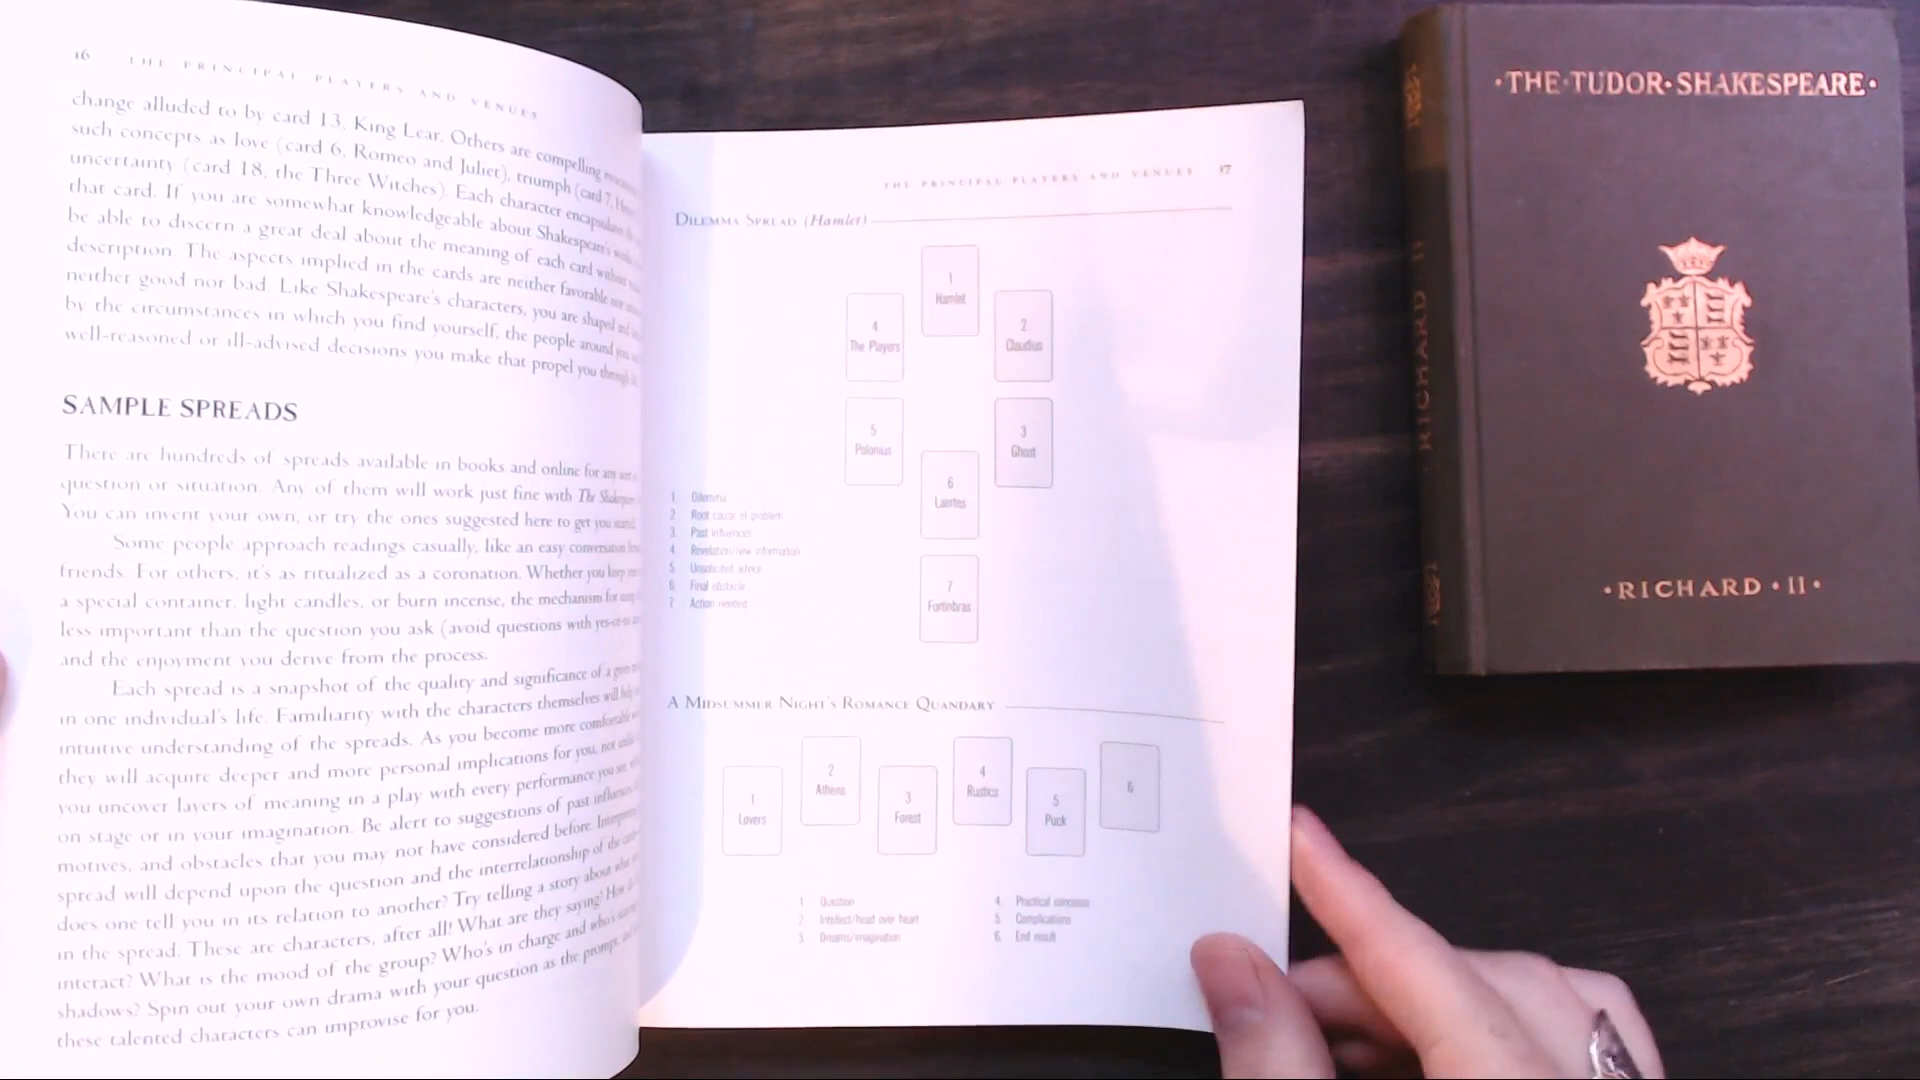 16 THE PRINCIPAL PLAYERS AND VENUES
change alluded to by card 13, King Lear. Others are compelling
such concepts as love (card 6, Romeo and Juliet), triumph (card 7,
uncertainty (card 18, the Three Witches). Each character encapsulates
that card. If you are somewhat knowledgeable about Shakespeare's works
be able to discern a great deal about the meaning of each card without
description. The aspects implied in the cards are neither favorable nor
neither good nor bad. Like Shakespeare's characters, you are shaped and
by the circumstances in which you find yourself, the people around you,
well-reasoned or ill-advised decisions you make that propel you through
SAMPLE SPREADS
There are hundreds of spreads available in books and online for any sort
question or situation. Any of them will work just fine with The
You can invent your own, or try the ones suggested here to get you started.
Some people approach readings casually, like an easy conversation
friends. For others, it's as ritualized as a coronation. Whether you keep
a special container, light candles, or burn incense, the mechanism for
less important than the question you ask (avoid questions with
and the enjoyment you derive from the process.
Each spread is a snapshot of the quality and significance of a given
in one individual's life. Familiarity with the characters themselves will
intuitive understanding of the spreads. As you become more comfortable
they will acquire deeper and more personal implications for you, not
you uncover layers of meaning in a play with every performance you see,
on stage or in your imagination. Be alert to suggestions of past influences,
motives, and obstacles that you may not have considered before. Interpreting
spread will depend upon the question and the interrelationship of the
does one tell you in its relation to another? Try telling a story about what
in the spread. These are characters, after all! What are they saying? How
interact? What is the mood of the group? Who's in charge and who's
shadows? Spin out your own drama with your question as the prompt, and
these talented characters can improvise for you.
THE PRINCIPAL PLAYERS AND VENUES 17
DILEMMA SPREAD (Hamlet)
1
Hamlet
4
The Players
2
Claudius
5
Polonius
3
Ghost
6
Laertes
7
Fortinbras
1 Dilemma
2 Root cause of problem
3 Past influences
4 Revelation/new information
5 Unsolicited advice
6 Final obstacle
7 Action needed
A MIDSUMMER NIGHT'S ROMANCE QUANDARY
1
Lovers
2
Athens
3
Forest
4
Rustics
5
Puck
6
1 Question
2 Intellect/head over heart
3 Dreams/imagination
4 Practical concerns
5 Complications
6 End result
RICHARD II
·THE·TUDOR·SHAKESPEARE·
·RICHARD·II·